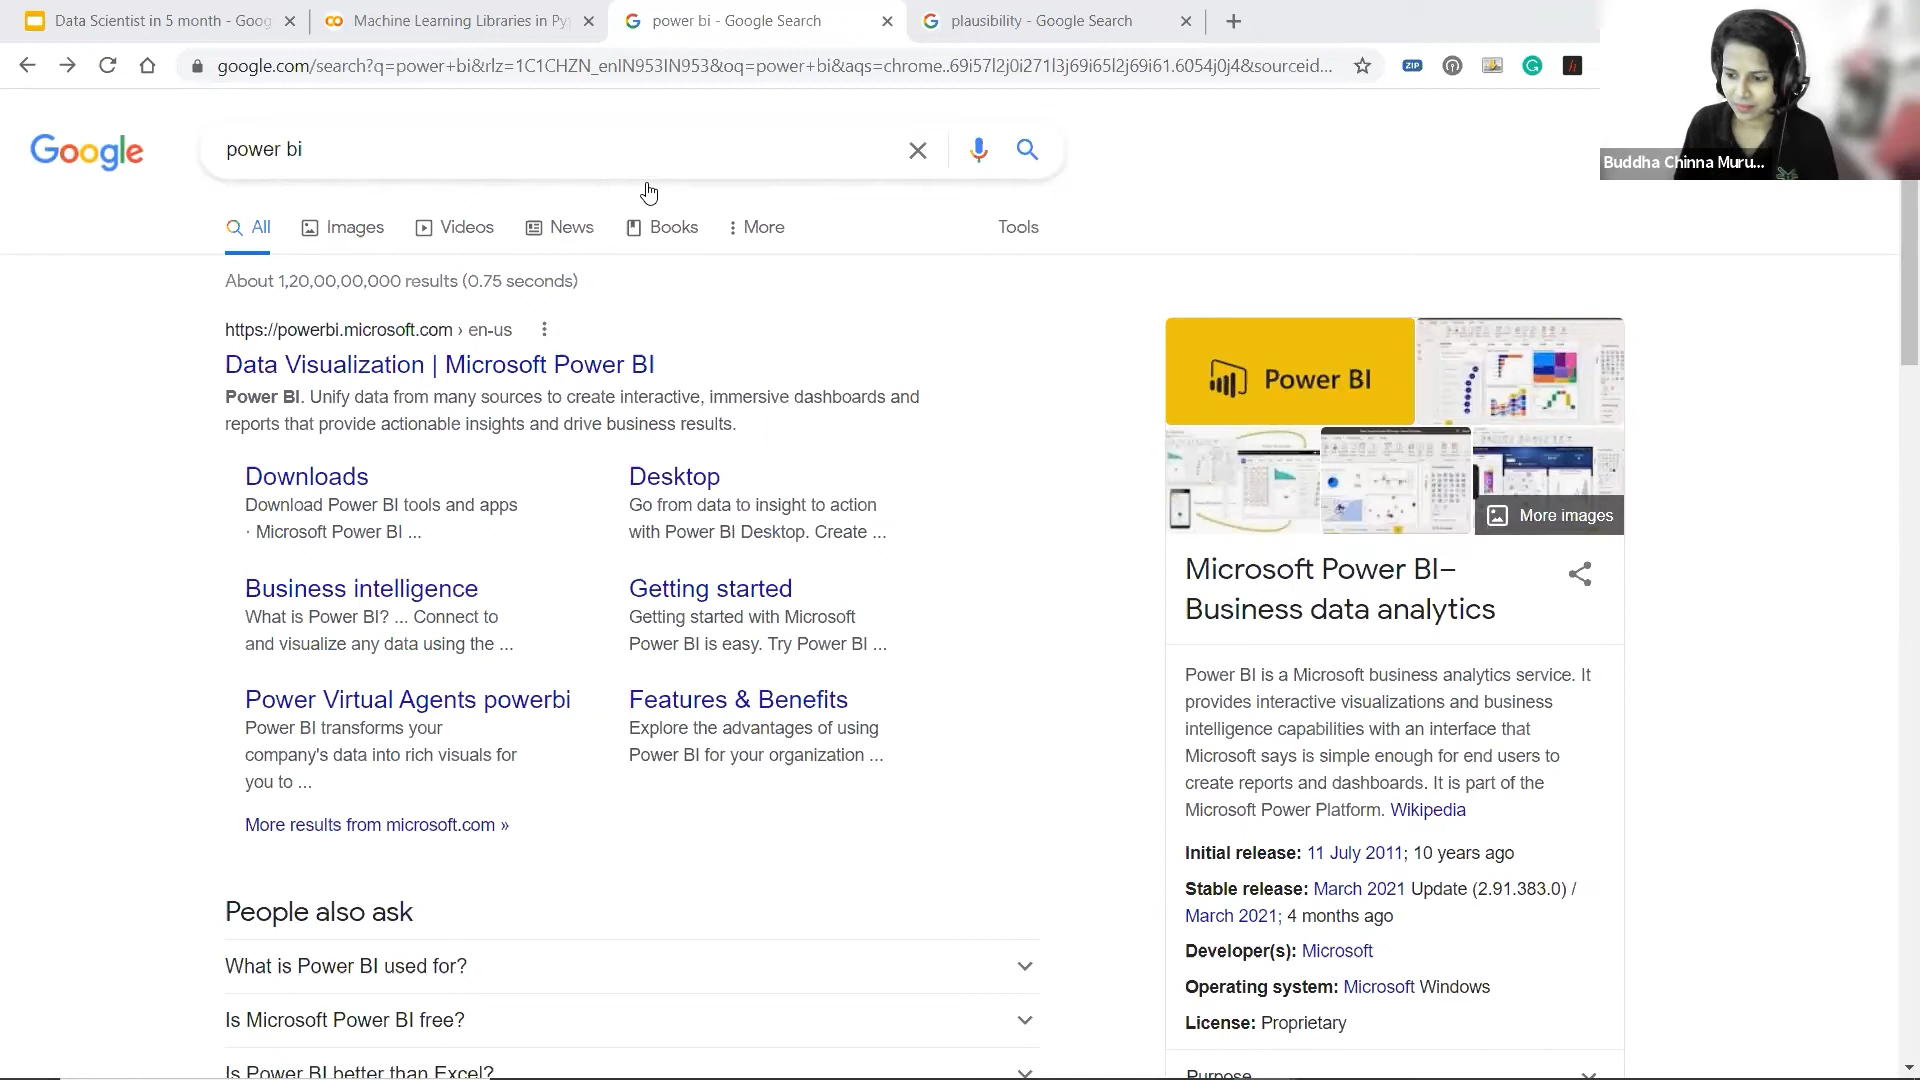 Data Scientist in 5 month - Goog
Machine Learning Libraries in Py
power bi - Google Search
plausibility - Google Search
google.com/search?q=power+bi&rlz=1C1CHZN_enIN953IN953&oq=power+bi&aqs=chrome..69i57l2j0i271l3j69i65l2j69i61.6054j0j4&sourceid...
ZIP
Buddha Chinna Muru...
Google
power bi
All
Images
Videos
News
Books
More
Tools
About 1,20,00,00,000 results (0.75 seconds)
https://powerbi.microsoft.com › en-us
Data Visualization | Microsoft Power BI
Power BI. Unify data from many sources to create interactive, immersive dashboards and
reports that provide actionable insights and drive business results.
Downloads
Download Power BI tools and apps
· Microsoft Power BI ...
Desktop
Go from data to insight to action
with Power BI Desktop. Create ...
Business intelligence
What is Power BI? ... Connect to
and visualize any data using the ...
Getting started
Getting started with Microsoft
Power BI is easy. Try Power BI ...
Power Virtual Agents powerbi
Power BI transforms your
company's data into rich visuals for
you to ...
Features & Benefits
Explore the advantages of using
Power BI for your organization ...
More results from microsoft.com »
People also ask
What is Power BI used for?
Is Microsoft Power BI free?
Is Power BI better than Excel?
Power BI
More images
Microsoft Power BI–
Business data analytics
Power BI is a Microsoft business analytics service. It
provides interactive visualizations and business
intelligence capabilities with an interface that
Microsoft says is simple enough for end users to
create reports and dashboards. It is part of the
Microsoft Power Platform. Wikipedia
Initial release: 11 July 2011; 10 years ago
Stable release: March 2021 Update (2.91.383.0) /
March 2021; 4 months ago
Developer(s): Microsoft
Operating system: Microsoft Windows
License: Proprietary
Purpose